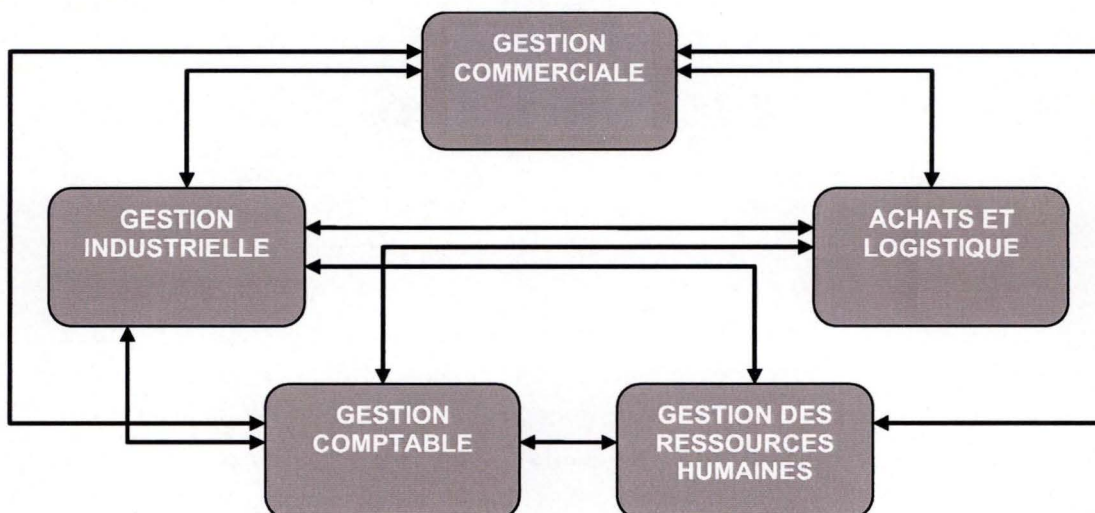 GESTION
COMMERCIALE
GESTION
INDUSTRIELLE
ACHATS ET
LOGISTIQUE
GESTION
COMPTABLE
GESTION DES
RESSOURCES
HUMAINES